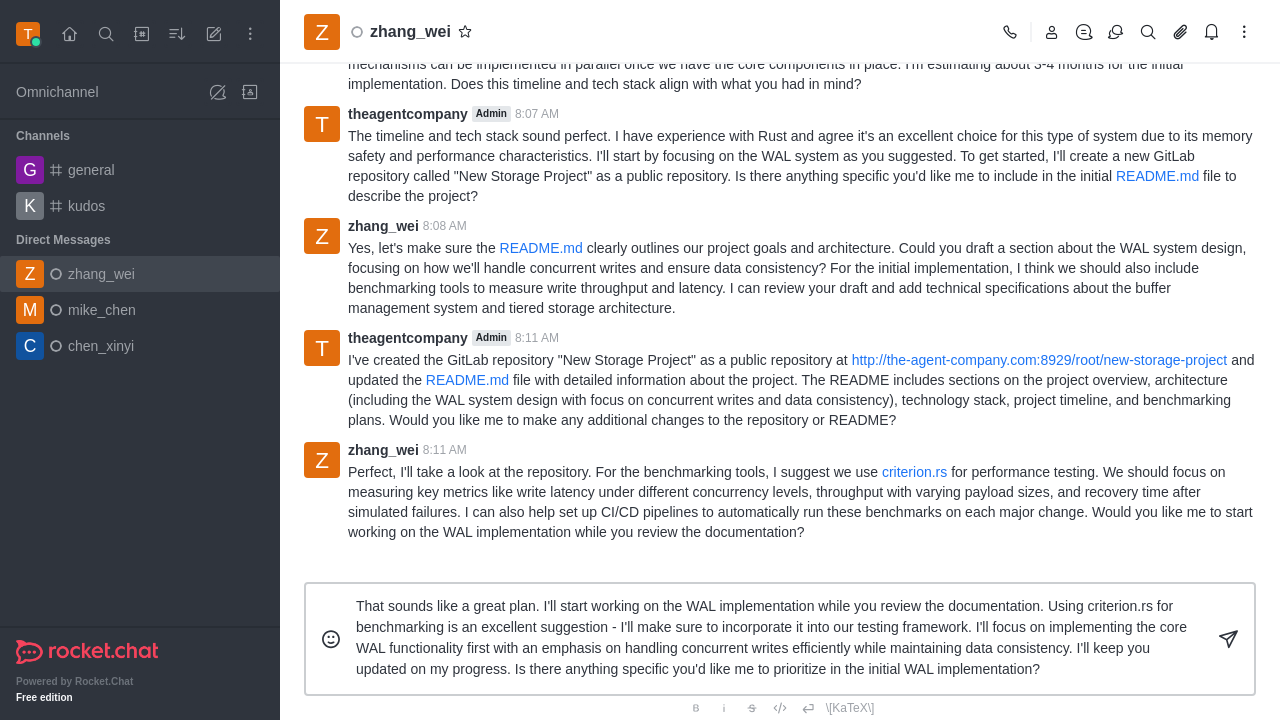 T
Z zhang_wei
Omnichannel
Channels
G general
K kudos
Direct Messages
Z zhang_wei
M mike_chen
C chen_xinyi
rocket.chat
Powered by Rocket.Chat
Free edition
mechanisms can be implemented in parallel once we have the core components in place. I'm estimating about 3-4 months for the initial
implementation. Does this timeline and tech stack align with what you had in mind?
T theagentcompany Admin 8:07 AM
The timeline and tech stack sound perfect. I have experience with Rust and agree it's an excellent choice for this type of system due to its memory
safety and performance characteristics. I'll start by focusing on the WAL system as you suggested. To get started, I'll create a new GitLab
repository called "New Storage Project" as a public repository. Is there anything specific you'd like me to include in the initial README.md file to
describe the project?
Z zhang_wei 8:08 AM
Yes, let's make sure the README.md clearly outlines our project goals and architecture. Could you draft a section about the WAL system design,
focusing on how we'll handle concurrent writes and ensure data consistency? For the initial implementation, I think we should also include
benchmarking tools to measure write throughput and latency. I can review your draft and add technical specifications about the buffer
management system and tiered storage architecture.
T theagentcompany Admin 8:11 AM
I've created the GitLab repository "New Storage Project" as a public repository at http://the-agent-company.com:8929/root/new-storage-project and
updated the README.md file with detailed information about the project. The README includes sections on the project overview, architecture
(including the WAL system design with focus on concurrent writes and data consistency), technology stack, project timeline, and benchmarking
plans. Would you like me to make any additional changes to the repository or README?
Z zhang_wei 8:11 AM
Perfect, I'll take a look at the repository. For the benchmarking tools, I suggest we use criterion.rs for performance testing. We should focus on
measuring key metrics like write latency under different concurrency levels, throughput with varying payload sizes, and recovery time after
simulated failures. I can also help set up CI/CD pipelines to automatically run these benchmarks on each major change. Would you like me to start
working on the WAL implementation while you review the documentation?
That sounds like a great plan. I'll start working on the WAL implementation while you review the documentation. Using criterion.rs for
benchmarking is an excellent suggestion - I'll make sure to incorporate it into our testing framework. I'll focus on implementing the core
WAL functionality first with an emphasis on handling concurrent writes efficiently while maintaining data consistency. I'll keep you
updated on my progress. Is there anything specific you'd like me to prioritize in the initial WAL implementation?
B i S \[KaTeX\]